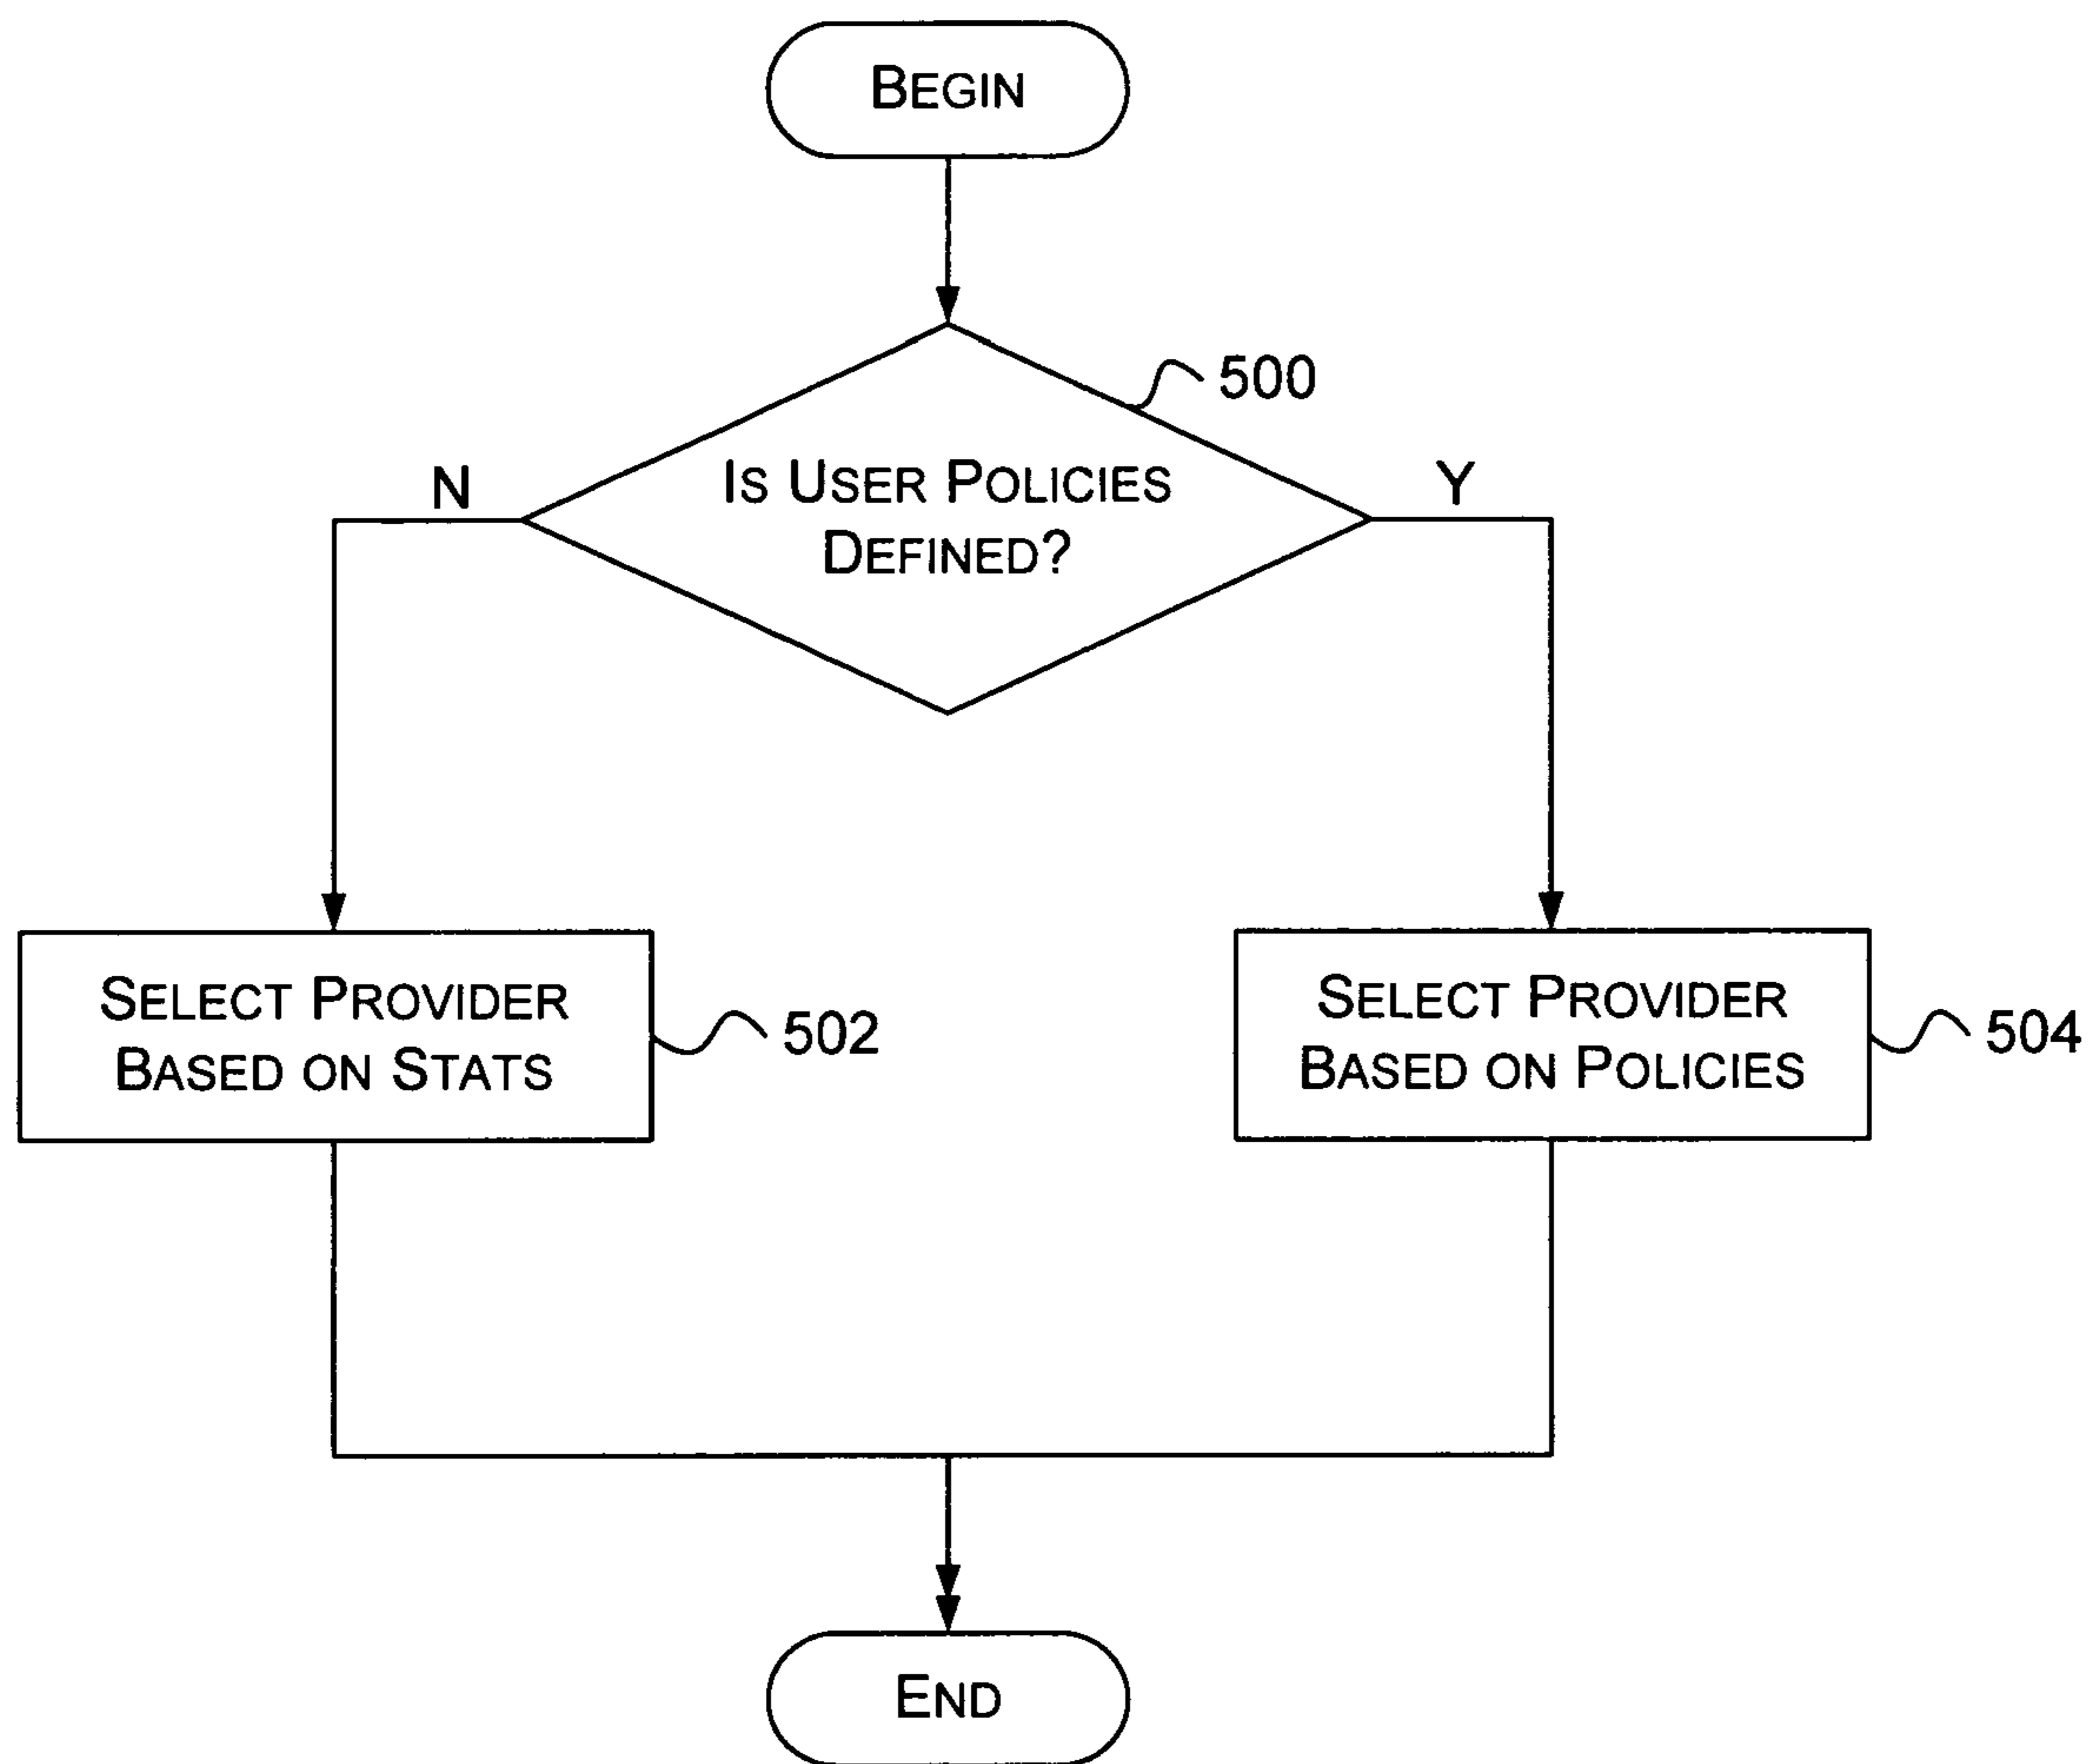 BEGIN
500
N
IS USER POLICIES
Y
DEFINED?
SELECT PROVIDER
BASED ON STATS
502
SELECT PROVIDER
BASED ON POLICIES
504
END